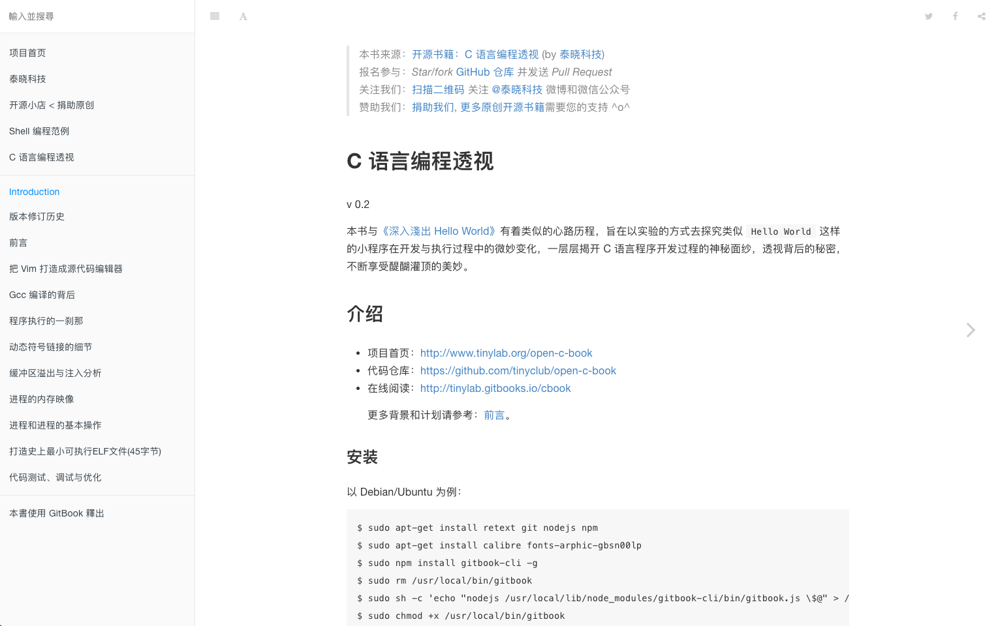 輸入並搜尋
项目首页
泰晓科技
开源小店 < 捐助原创
Shell 编程范例
C 语言编程透视
Introduction
版本修订历史
前言
把 Vim 打造成源代码编辑器
Gcc 编译的背后
程序执行的一刹那
动态符号链接的细节
缓冲区溢出与注入分析
进程的内存映像
进程和进程的基本操作
打造史上最小可执行ELF文件(45字节)
代码测试、调试与优化
本書使用 GitBook 釋出
A
本书来源：开源书籍：C 语言编程透视 (by 泰晓科技)
报名参与：Star/fork GitHub 仓库 并发送 Pull Request
关注我们：扫描二维码 关注 @泰晓科技 微博和微信公众号
赞助我们：捐助我们, 更多原创开源书籍需要您的支持 ^o^
C 语言编程透视
v 0.2
本书与《深入淺出 Hello World》有着类似的心路历程，旨在以实验的方式去探究类似 Hello World 这样
的小程序在开发与执行过程中的微妙变化，一层层揭开 C 语言程序开发过程的神秘面纱，透视背后的秘密，
不断享受醍醐灌顶的美妙。
介绍
• 项目首页：http://www.tinylab.org/open-c-book
• 代码仓库：https://github.com/tinyclub/open-c-book
• 在线阅读：http://tinylab.gitbooks.io/cbook
更多背景和计划请参考：前言。
安装
以 Debian/Ubuntu 为例：
$ sudo apt-get install retext git nodejs npm
$ sudo apt-get install calibre fonts-arphic-gbsn00lp
$ sudo npm install gitbook-cli -g
$ sudo rm /usr/local/bin/gitbook
$ sudo sh -c 'echo "nodejs /usr/local/lib/node_modules/gitbook-cli/bin/gitbook.js \$@" > /
$ sudo chmod +x /usr/local/bin/gitbook